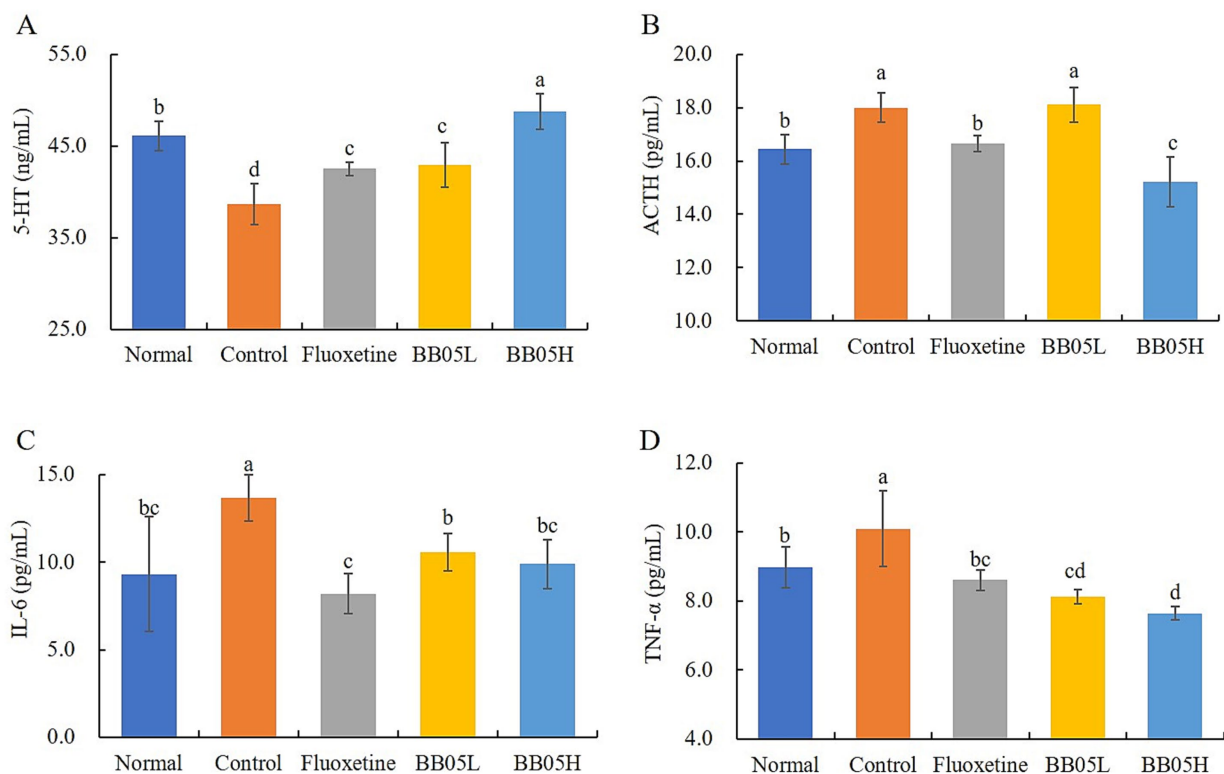 A
5-HT (ng/mL)
55.0
45.0
35.0
25.0
b
d
c
c
a
Normal
Control
Fluoxetine
BB05L
BB05H
B
ACTH (pg/mL)
20.0
18.0
16.0
14.0
12.0
10.0
b
a
b
a
c
Normal
Control
Fluoxetine
BB05L
BB05H
C
IL-6 (pg/mL)
15.0
10.0
5.0
0.0
bc
a
c
b
bc
Normal
Control
Fluoxetine
BB05L
BB05H
D
TNF-α (pg/mL)
12.0
10.0
8.0
6.0
4.0
b
a
bc
cd
d
Normal
Control
Fluoxetine
BB05L
BB05H